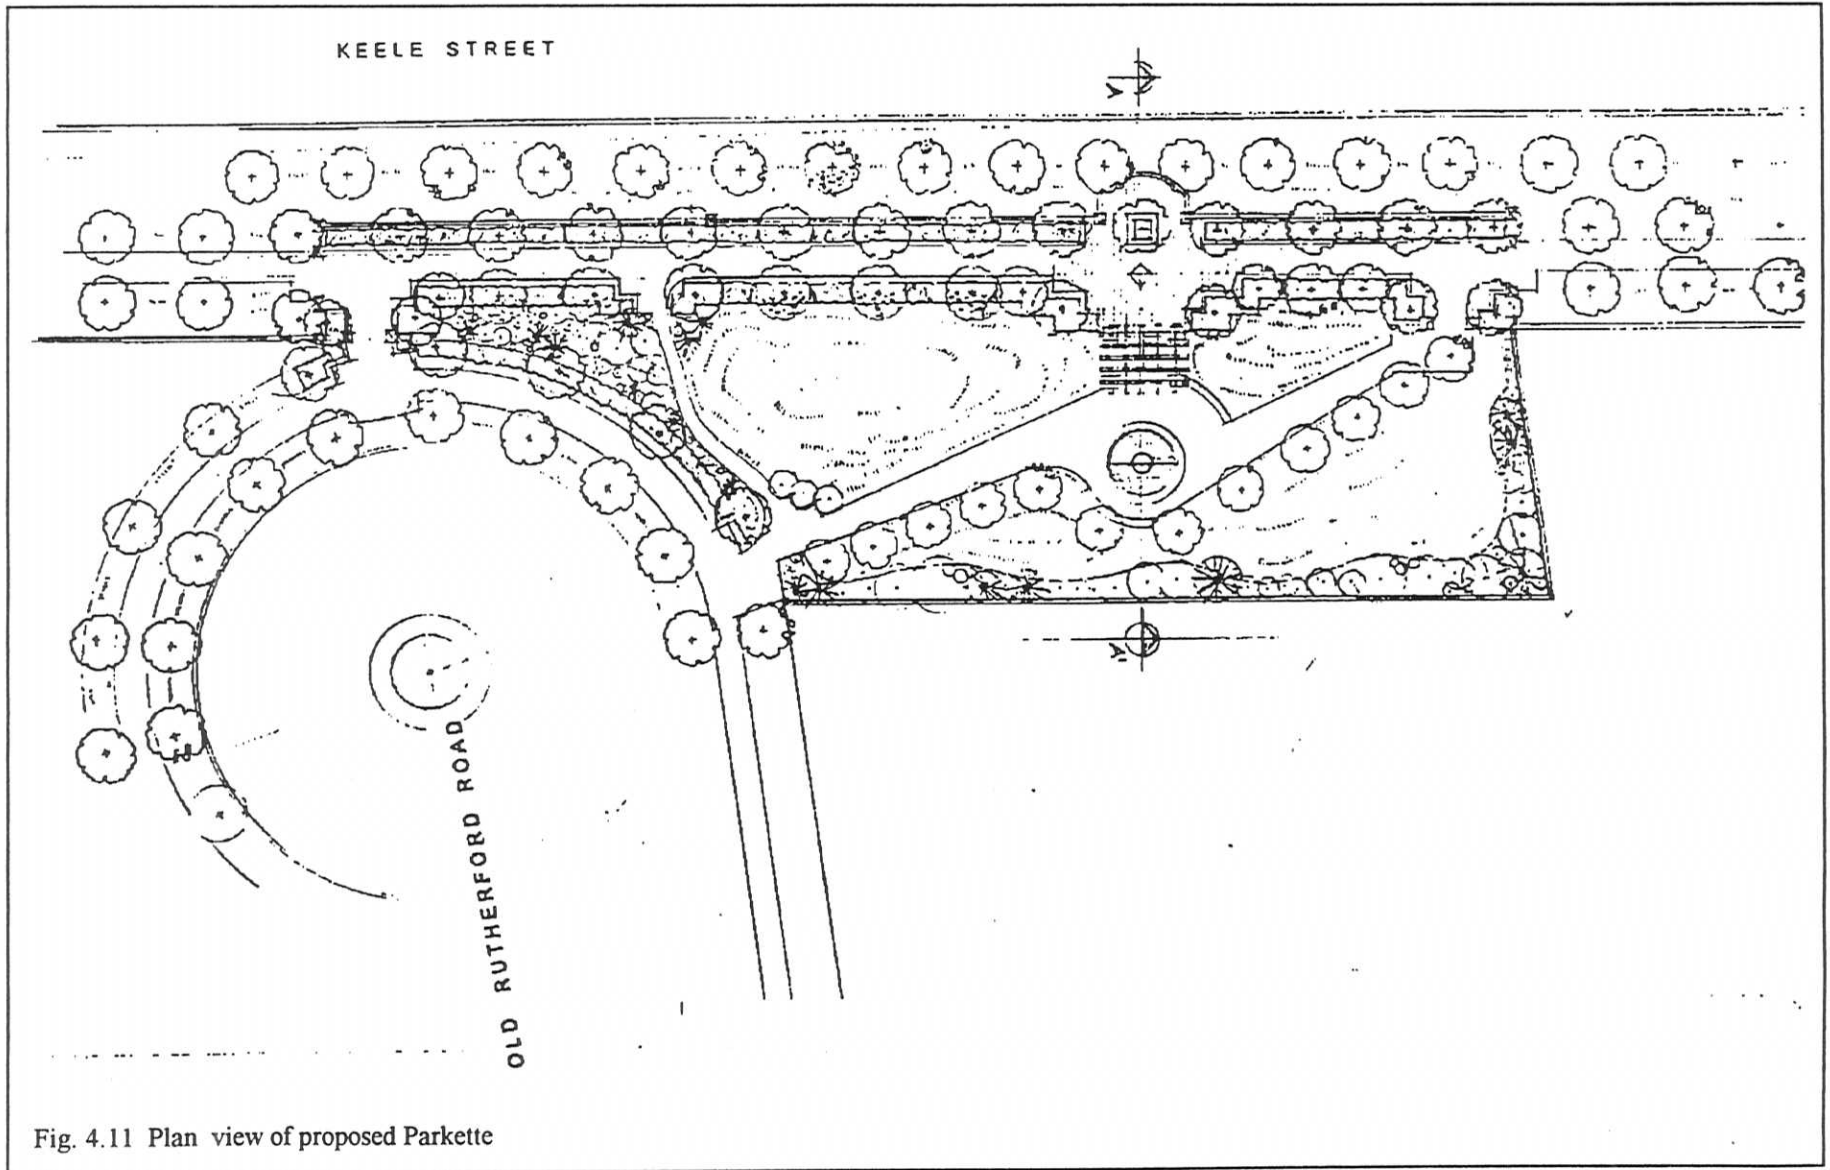 KEELE STREET
A
A'
OLD RUTHERFORD ROAD
Fig. 4.11 Plan view of proposed Parkette